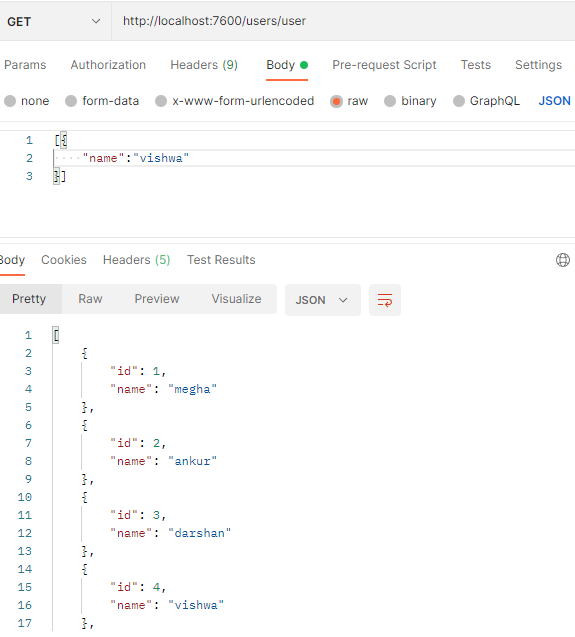 GET http://localhost:7600/users/user
Params Authorization Headers (9) Body Pre-request Script Tests Settings
none form-data x-www-form-urlencoded raw binary GraphQL JSON
1 [{
2 ····"name":"vishwa"
3 }]
Body Cookies Headers (5) Test Results
Pretty Raw Preview Visualize JSON
1 [
2 {
3 "id": 1,
4 "name": "megha"
5 },
6 {
7 "id": 2,
8 "name": "ankur"
9 },
10 {
11 "id": 3,
12 "name": "darshan"
13 },
14 {
15 "id": 4,
16 "name": "vishwa"
17 },